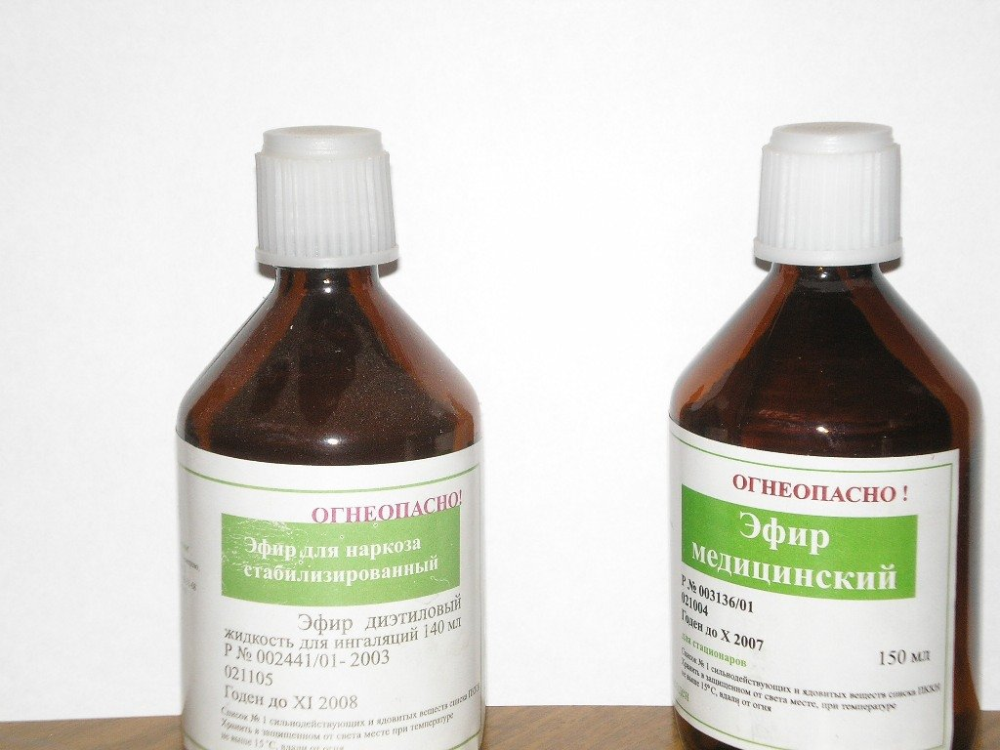 ОГНЕОПАСНО!
Эфир для наркоза
стабилизированный
Эфир диэтиловый
жидкость для ингаляций 140 мл
Р № 002441/01- 2003
021105
Годен до XI 2008
Список № 1 сильнодействующих и ядовитых веществ списка ПККН
Хранить в защищенном от света месте при температуре
не выше 15 °С, вдали от огня
ОГНЕОПАСНО !
Эфир
медицинский
Р № 003136/01
021004
Годен до X 2007
для стационаров
150 мл
Список № 1 сильнодействующих и ядовитых веществ списка ПККН
Хранить в защищенном от света месте, при температуре
не выше 15°С, вдали от огня